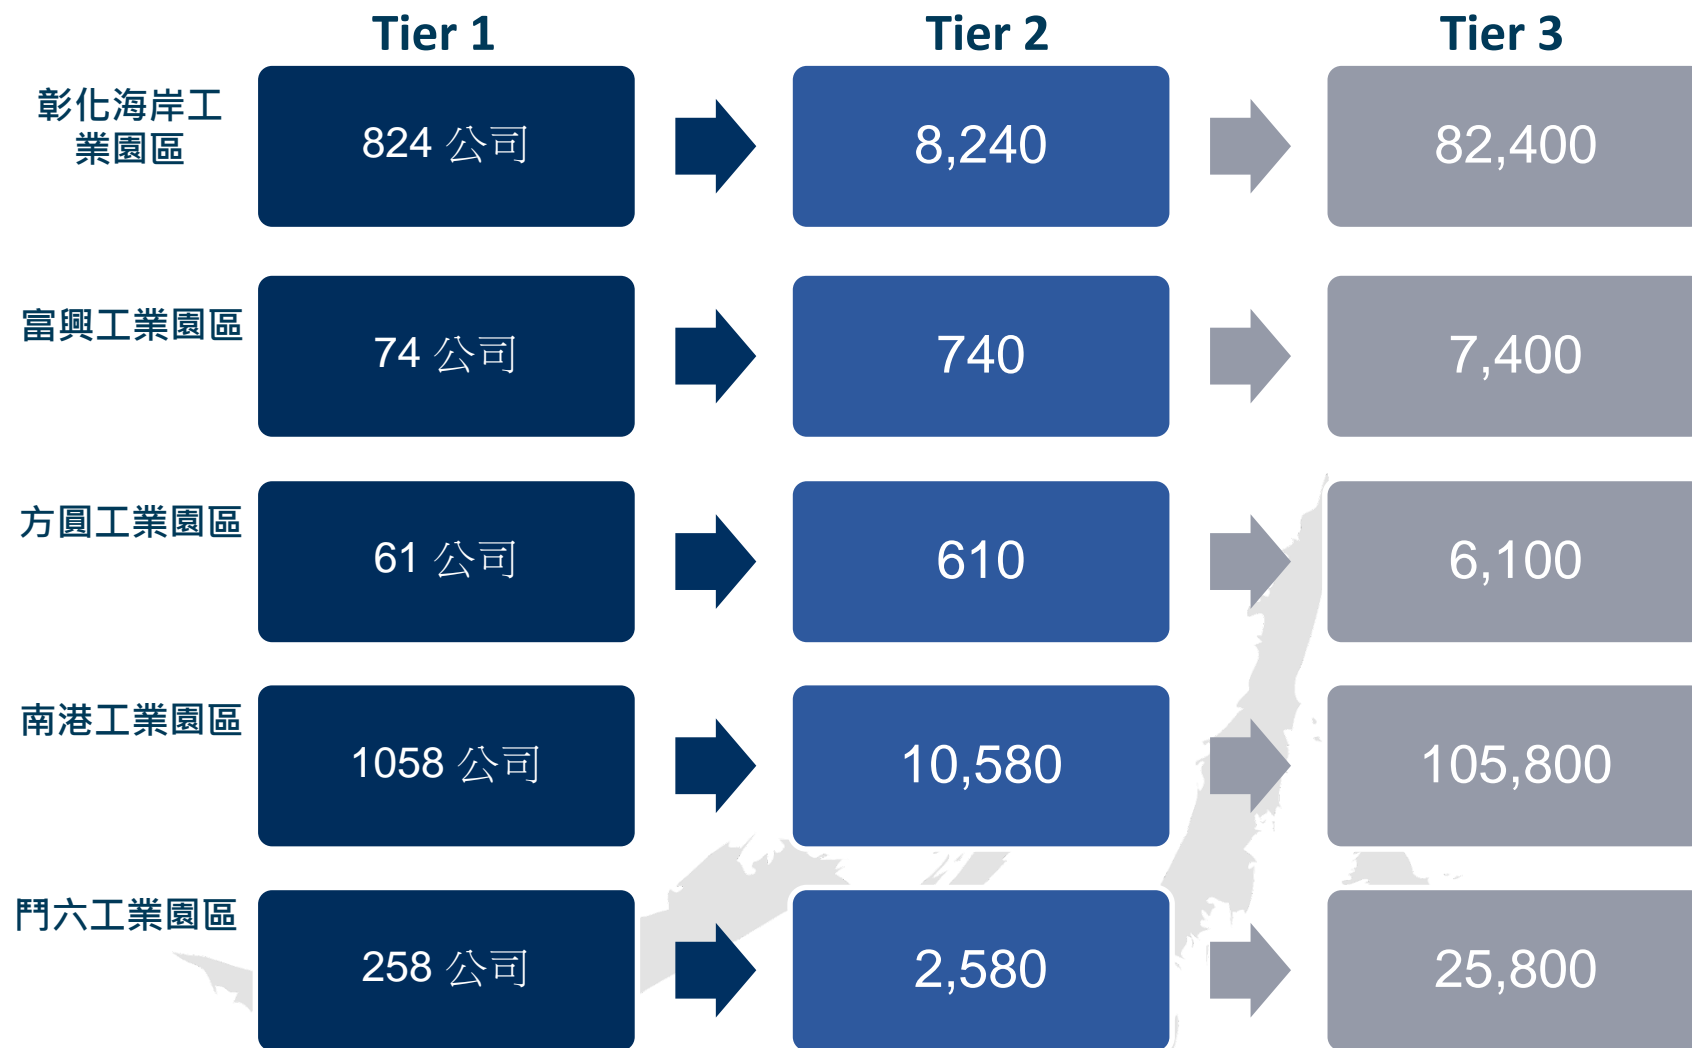 Tier 1
Tier 2
Tier 3
彰化海岸工
業園區
824 公司
8,240
82,400
富興工業園區
74 公司
740
7,400
方圓工業園區
61 公司
610
6,100
南港工業園區
1058 公司
10,580
105,800
鬥六工業園區
258 公司
2,580
25,800